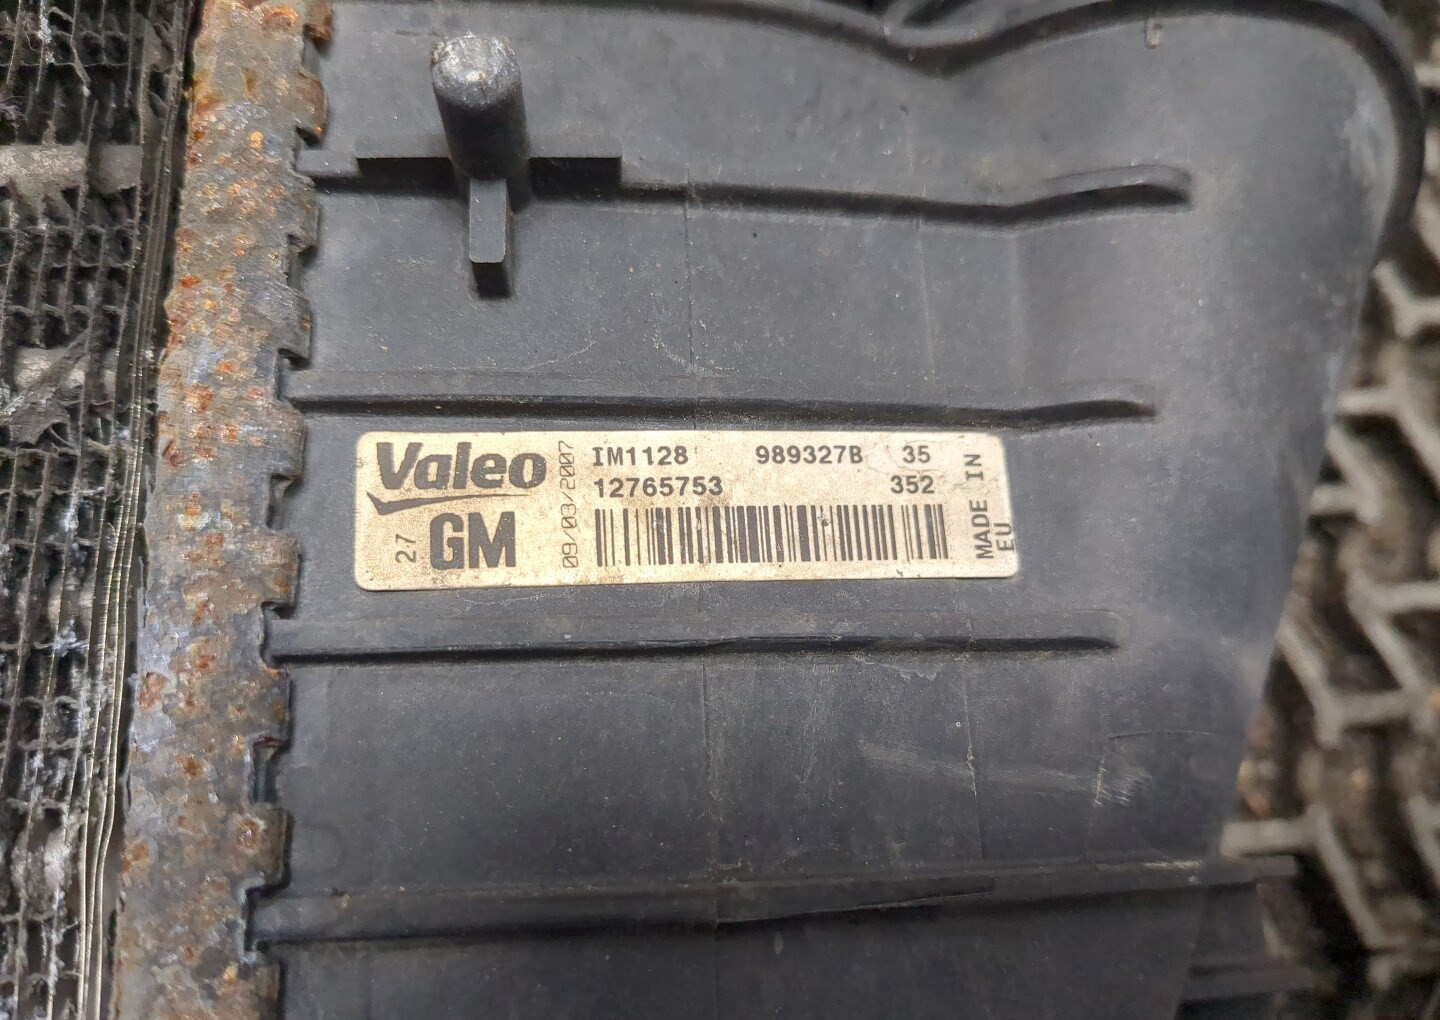 Valeo
27 GM
09/03/2007
IM1128 989327B 35
12765753 352
MADE IN
EU